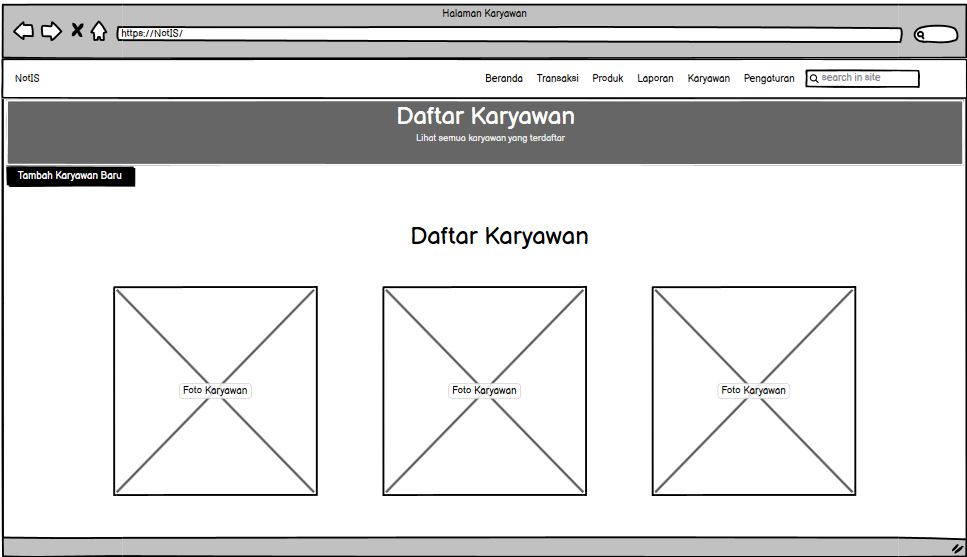 Halaman Karyawan
https://NotIS/
NotIS
Beranda
Transaksi
Produk
Laporan
Karyawan
Pengaturan
search in site
Daftar Karyawan
Lihat semua karyawan yang terdaftar
Tambah Karyawan Baru
Daftar Karyawan
Foto Karyawan
Foto Karyawan
Foto Karyawan